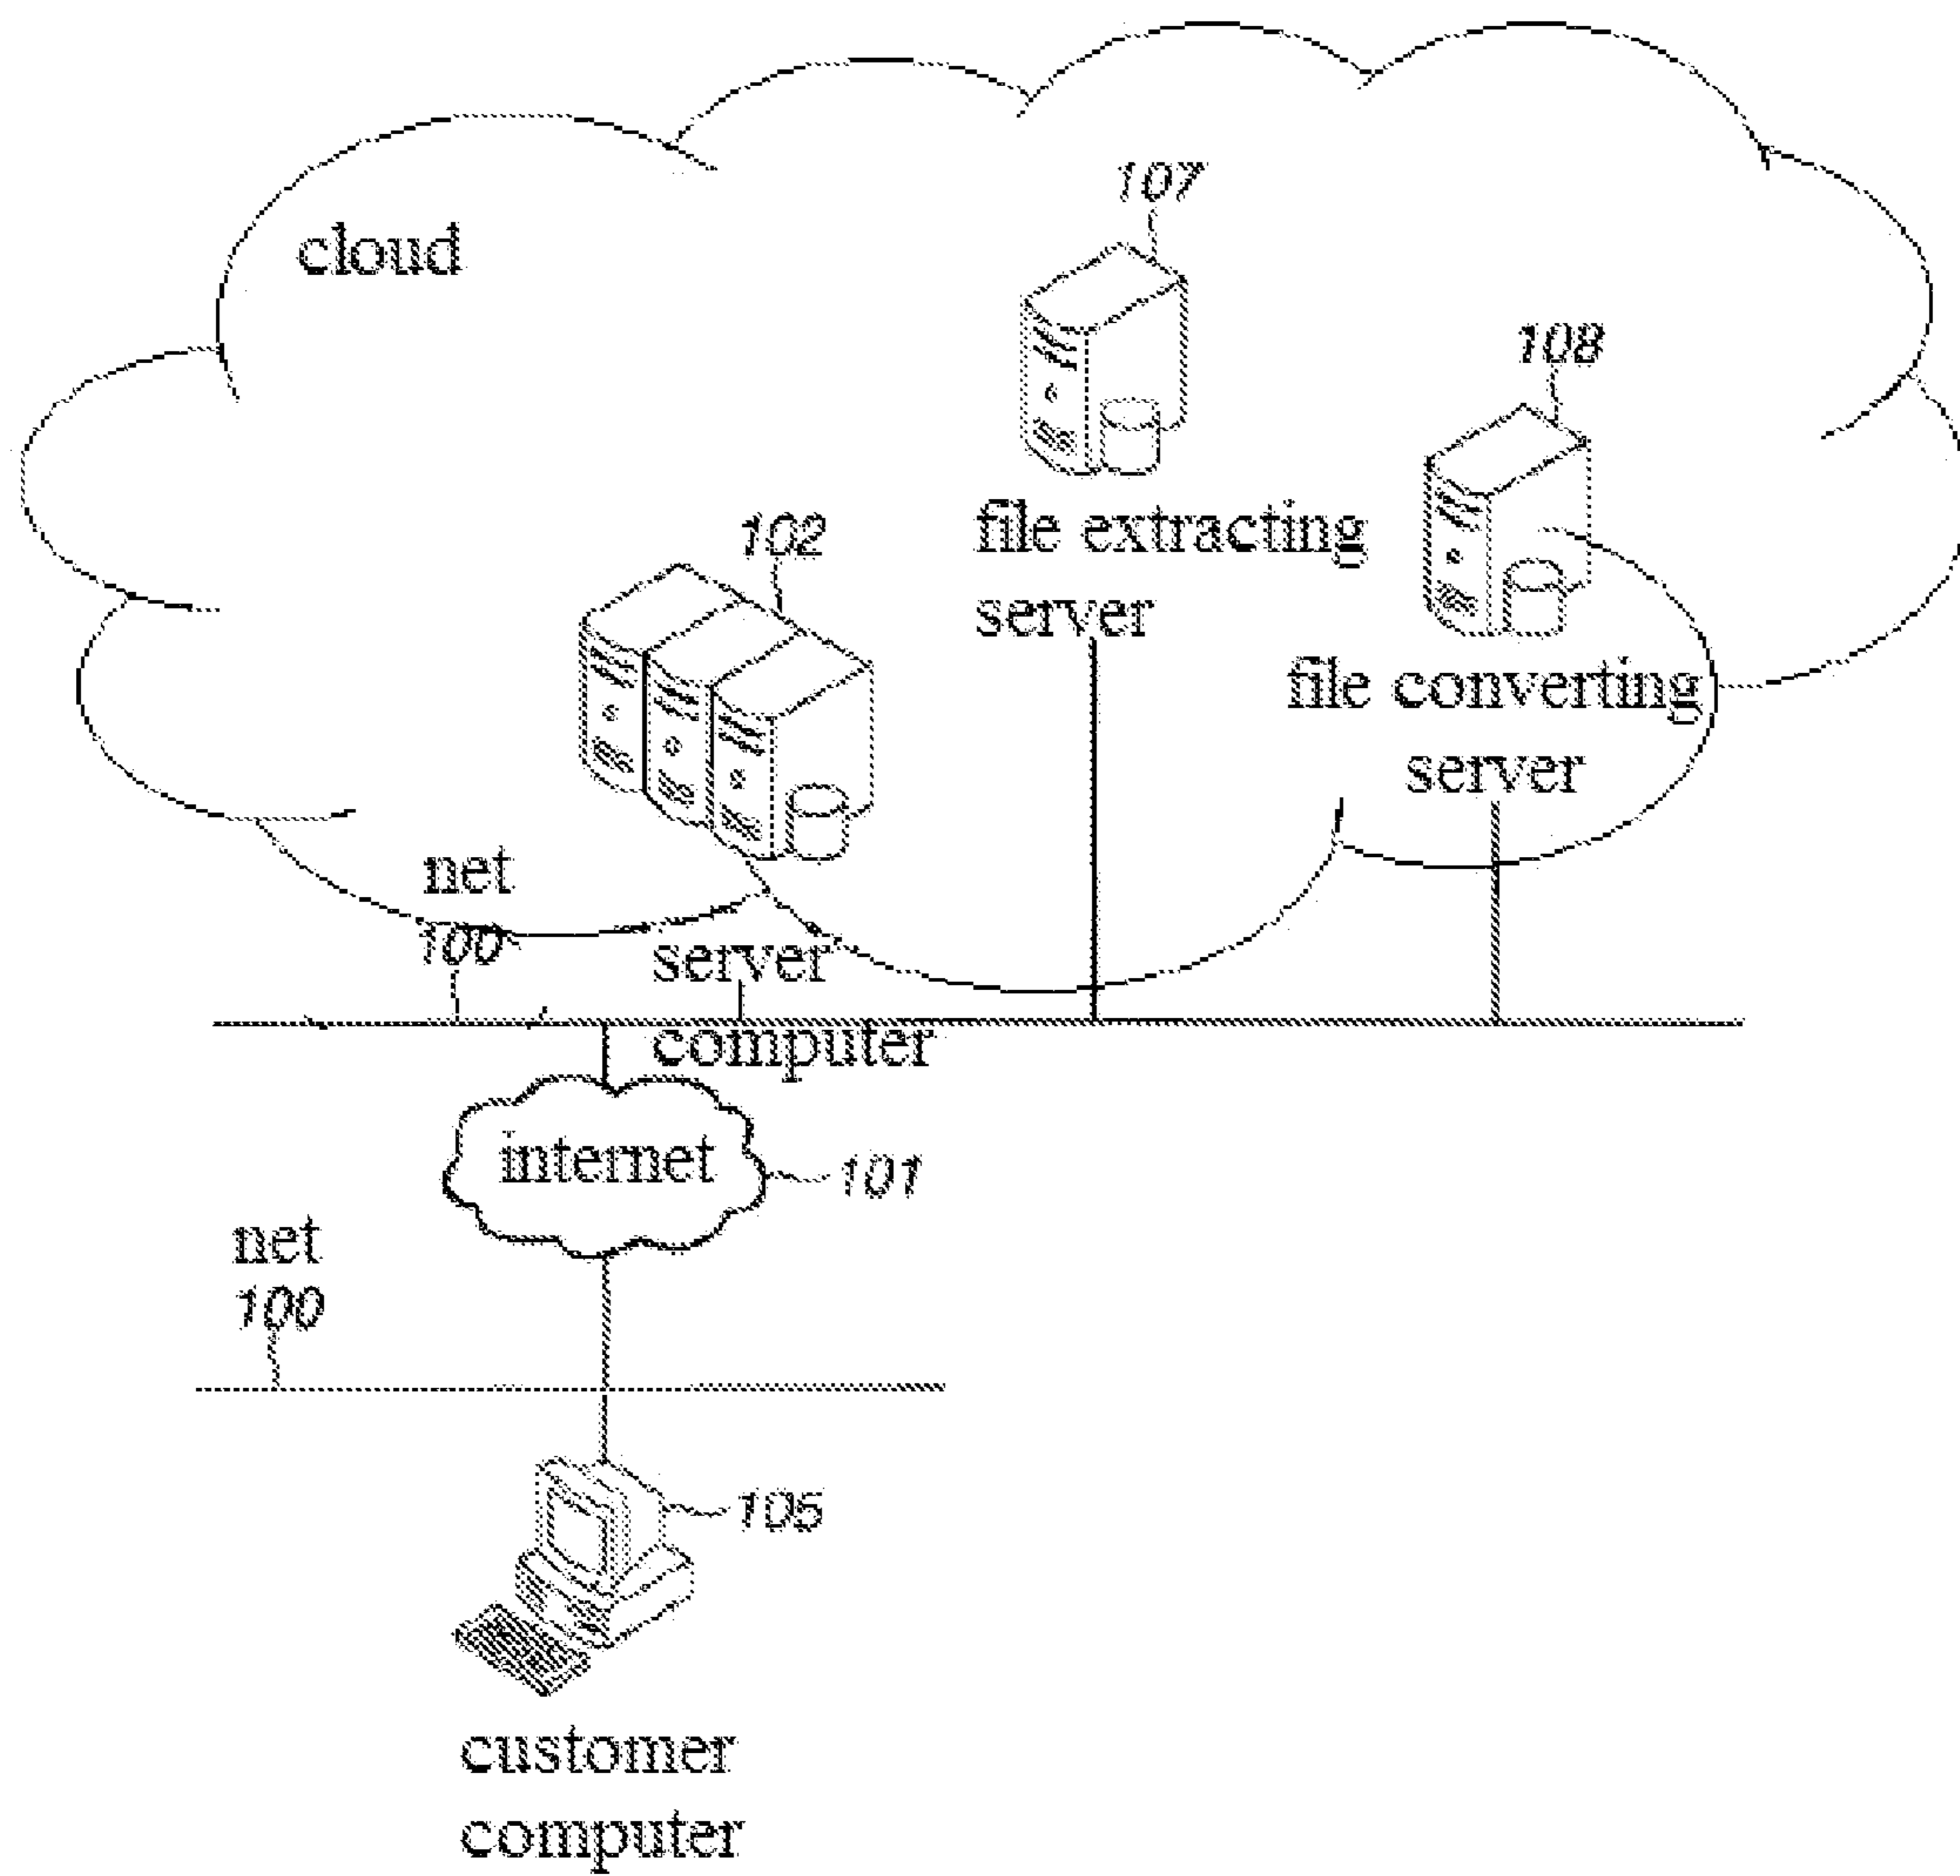 107
cloud
108
102
file extracting
server
file converting
server
net
100
server
computer
internet
101
net
100
105
customer
computer